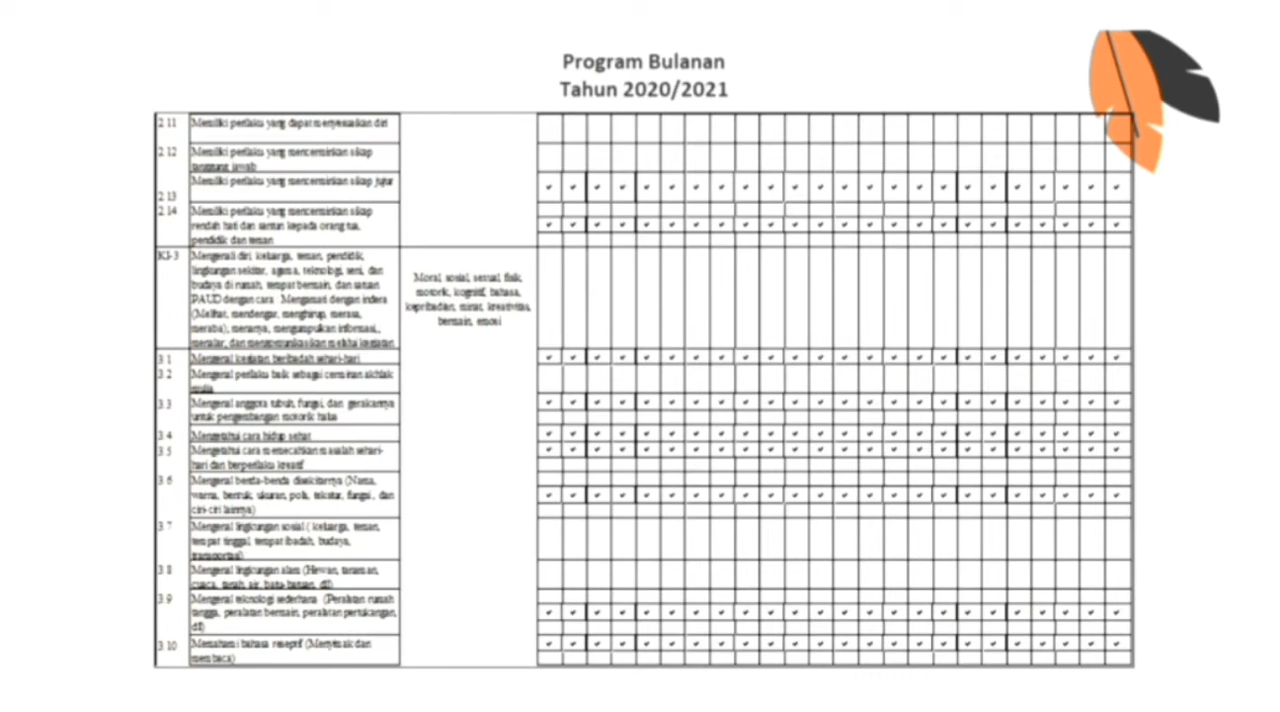 Program Bulanan
Tahun 2020/2021
2.11 Memiliki perilaku yang dapat menyesuaikan diri
2.12 Memiliki perilaku yang mencerminkan sikap
tanggung jawab
2.13 Memiliki perilaku yang mencerminkan sikap jujur
2.14 Memiliki perilaku yang mencerminkan sikap
rendah hati dan santun kepada orang tua,
pendidik dan teman
KI-3 Mengenali diri, keluarga, teman, pendidik,
lingkungan sekitar, agama, teknologi, seni, dan
budaya di rumah, tempat bermain, dan satuan
PAUD dengan cara Mengamati dengan indera
(Melihat, mendengar, menghirup, merasa,
meraba), menanya, mengumpulkan informasi,
menalar, dan mengomunikasikan melalui kegiatan
Moral, sosial, sexual, fisik,
motorik, kognitif, bahasa,
kepribadian, minat, kreativitas,
bermain, emosi
3.1 Mengenal kegiatan beribadah sehari-hari
3.2 Mengenal perilaku baik sebagai cerminan akhlak
mulia
3.3 Mengenal anggota tubuh, fungsi, dan gerakannya
untuk pengembangan motorik halus
3.4 Mengetahui cara hidup sehat
3.5 Mengetahui cara memecahkan masalah sehari-
hari dan berperilaku kreatif
3.6 Mengenal benda-benda disekitarnya (Nama,
warna, bentuk, ukuran, pola, tekstur, fungsi, dan
ciri-ciri lainnya)
3.7 Mengenal lingkungan sosial ( keluarga, teman,
tempat tinggal, tempat ibadah, budaya,
transportasi)
3.8 Mengenal lingkungan alam (Hewan, tanaman,
cuaca, tanah, air, batu-batuan, dll)
3.9 Mengenal teknologi sederhana (Peralatan rumah
tangga, peralatan bermain, peralatan pertukangan,
dll)
3.10 Memahami bahasa reseptif (Menyimak dan
membaca)